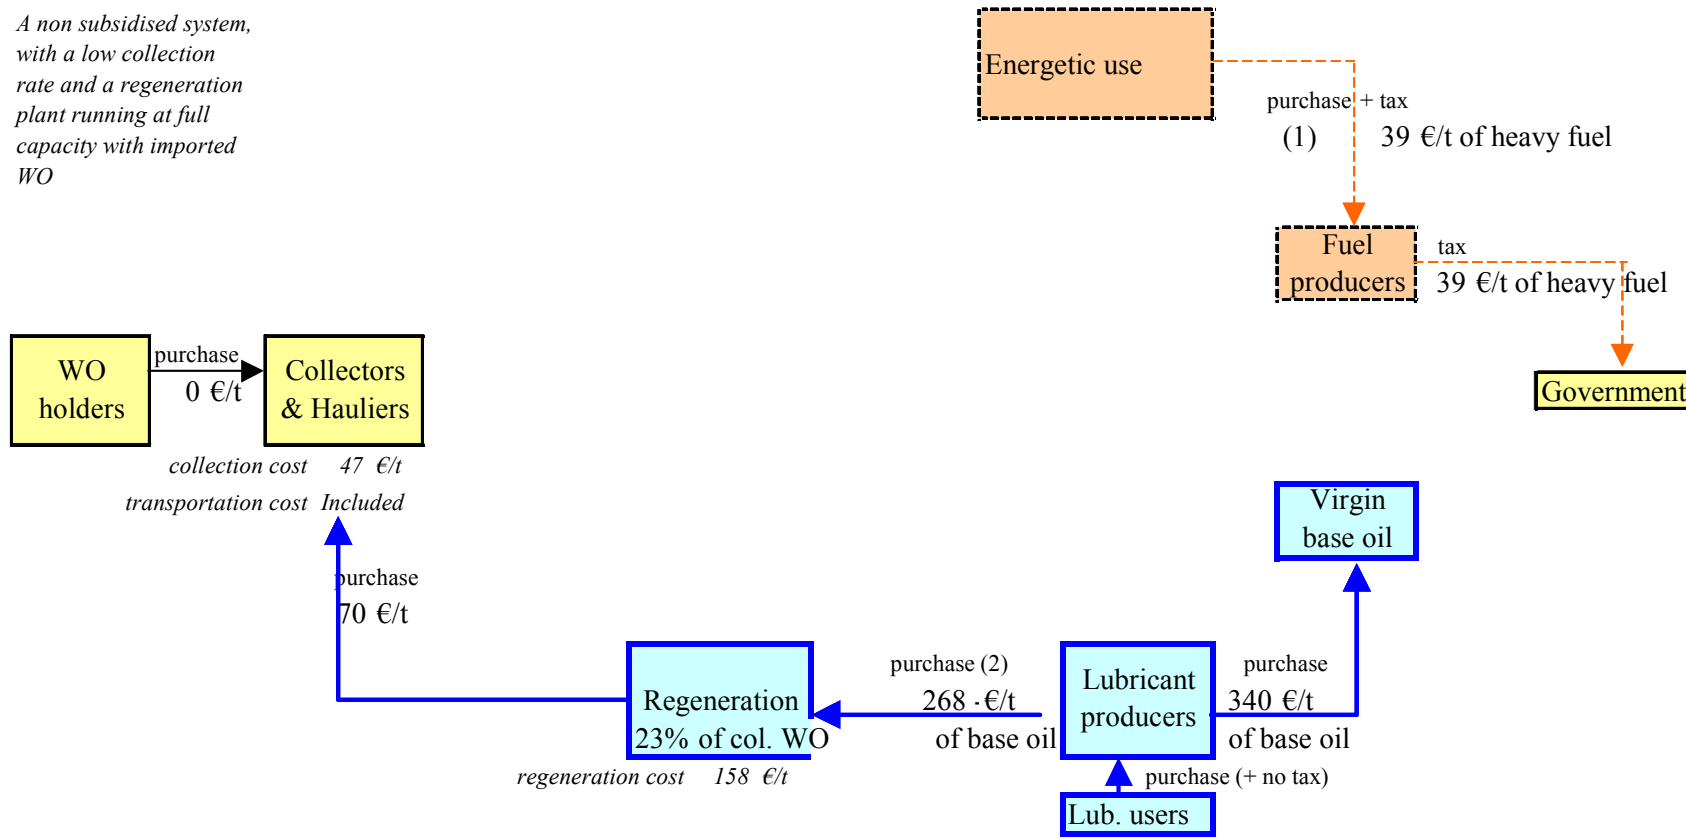 A non subsidised system,
with a low collection
rate and a regeneration
plant running at full
capacity with imported
WO
Energetic use
purchase + tax
(1) 39 €/t of heavy fuel
Fuel
producers
tax
39 €/t of heavy fuel
Government
WO
holders
purchase
0 €/t
Collectors
& Hauliers
collection cost 47 €/t
transportation cost Included
purchase
70 €/t
Regeneration
23% of col. WO
regeneration cost 158 €/t
purchase (2)
268 - €/t
of base oil
Lubricant
producers
purchase
340 €/t
of base oil
Virgin
base oil
purchase (+ no tax)
Lub. users